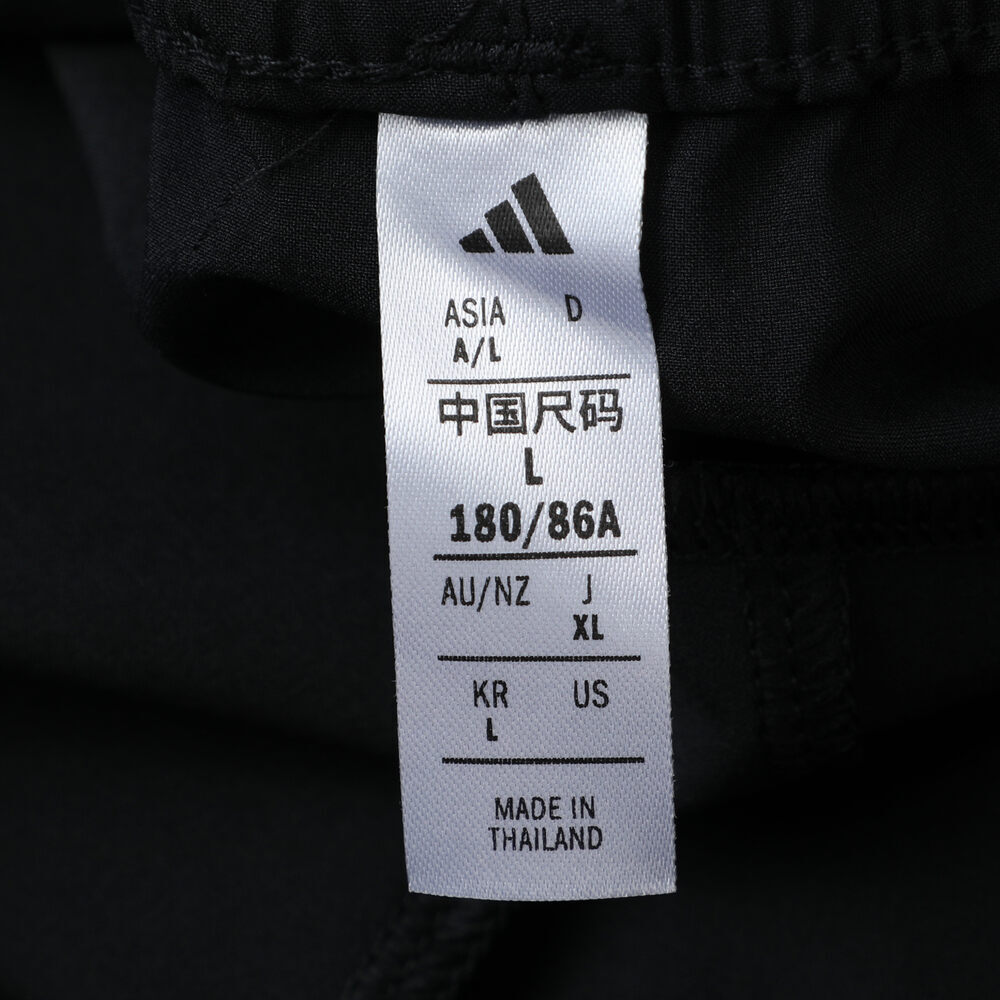 ASIA D
A/L
中国尺码
L
180/86A
AU/NZ J
XL
KR US
L
MADE IN
THAILAND